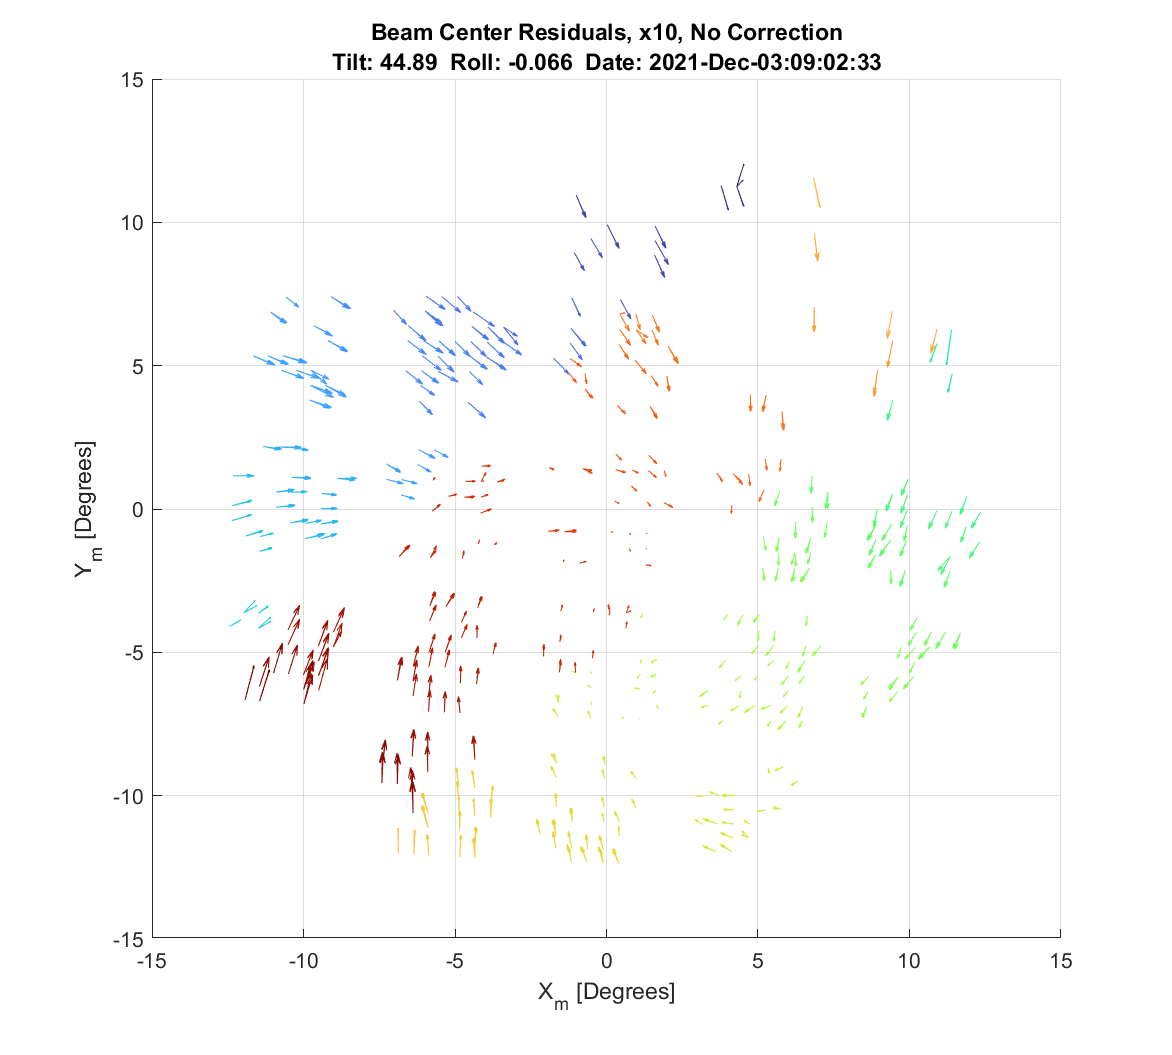 Beam Center Residuals, x10, No Correction
Tilt: 44.89 Roll: -0.066 Date: 2021-Dec-03:09:02:33
15
10
5
0
-5
-10
-15
Y_m [Degrees]
-15 -10 -5 0 5 10 15
X_m [Degrees]